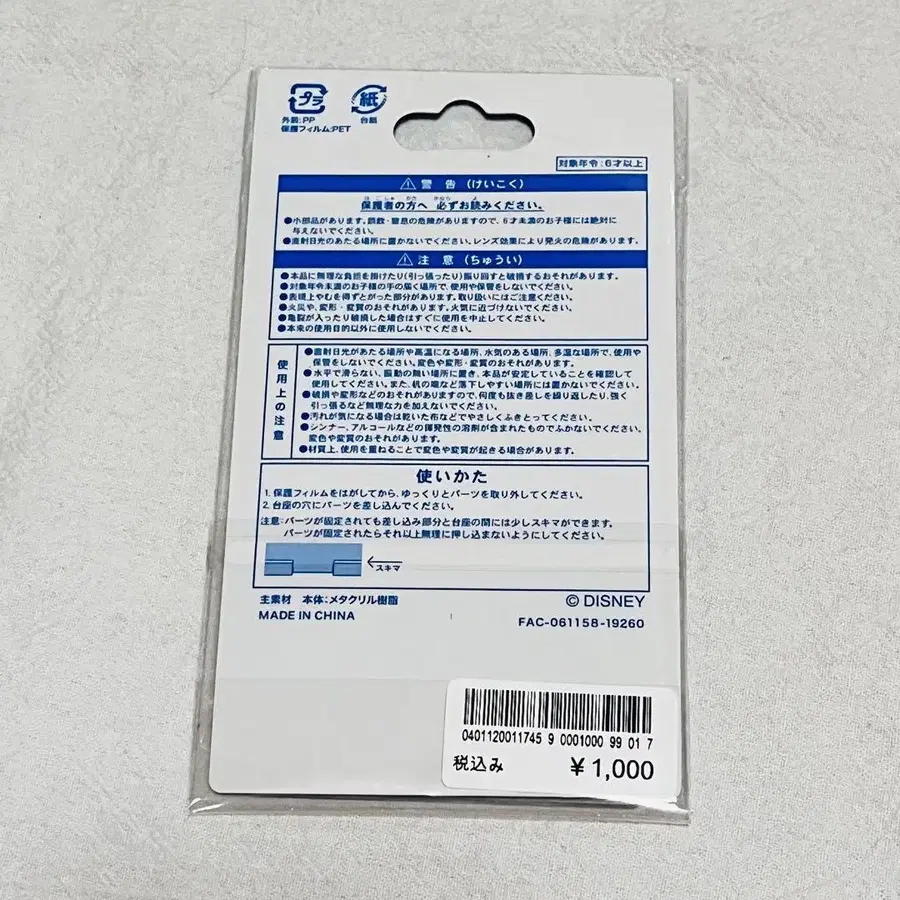 プラ
紙
外装:PP
台紙
保護フィルム:PET
対象年令:6才以上
⚠警 告 (けいこく)
保護者の方へ 必ずお読みください。
●小部品があります。誤飲・窒息の危険がありますので、6才未満のお子様には絶対に
与えないでください。
●直射日光のあたる場所に置かないでください。レンズ効果により発火の危険があります。
⚠注 意 (ちゅうい)
●本品に無理な負担を掛けたり(引っ張ったり)振り回すと破損するおそれがあります。
●対象年令未満のお子様の手の届く場所で、使用や保管をしないでください。
●表現上やむを得ずとがった部分があります。取り扱いにはご注意ください。
●火災や、変形・変質のおそれがあります。火気に近づけないでください。
●亀裂が入ったり破損した場合はすぐに使用を中止してください。
●本来の使用目的以外に使用しないでください。
使用上の注意
●直射日光があたる場所や高温になる場所、水気のある場所、多湿な場所で、使用や
保管をしないでください。変色や変形・変質のおそれがあります。
●水平で滑らない、振動の無い場所に置き、本品が安定していることを確認して
使用してください。また、机の端など落下しやすい場所には置かないでください。
●破損や変形などのおそれがありますので、何度も抜き差しを繰り返したり、強く
引っ張るなど無理な力を加えないでください。
●汚れが気になる場合は乾いた布などでやさしくふきとってください。
●シンナー、アルコールなどの揮発性の溶剤が含まれたものでふかないでください。
変色や変質のおそれがあります。
●材質上、使用を重ねることで変色や変質が起きる場合があります。
使いかた
1. 保護フィルムをはがしてから、ゆっくりとパーツを取り外してください。
2. 台座の穴にパーツを差し込んでください。
注意:パーツが固定されても差し込み部分と台座の間には少しスキマができます。
パーツが固定されたらそれ以上無理に押し込まないようにしてください。
スキマ
主素材 本体:メタクリル樹脂
© DISNEY
MADE IN CHINA
FAC-061158-19260
0401120011745 9 0001000 99 01 7
税込み ¥1,000